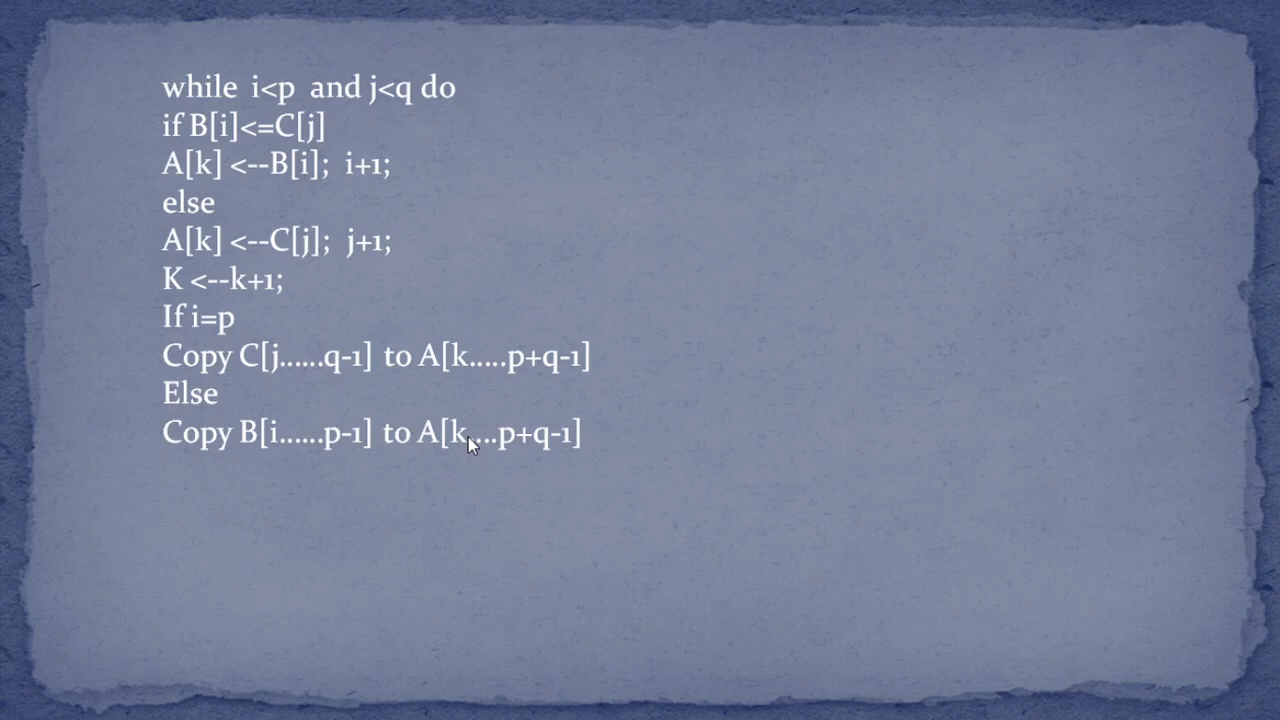 while  i<p  and j<q do
if B[i]<=C[j]
A[k] <--B[i];  i+1;
else
A[k] <--C[j];  j+1;
K <--k+1;
If i=p
Copy C[j......q-1]  to A[k.....p+q-1]
Else
Copy B[i......p-1]  to A[k.....p+q-1]